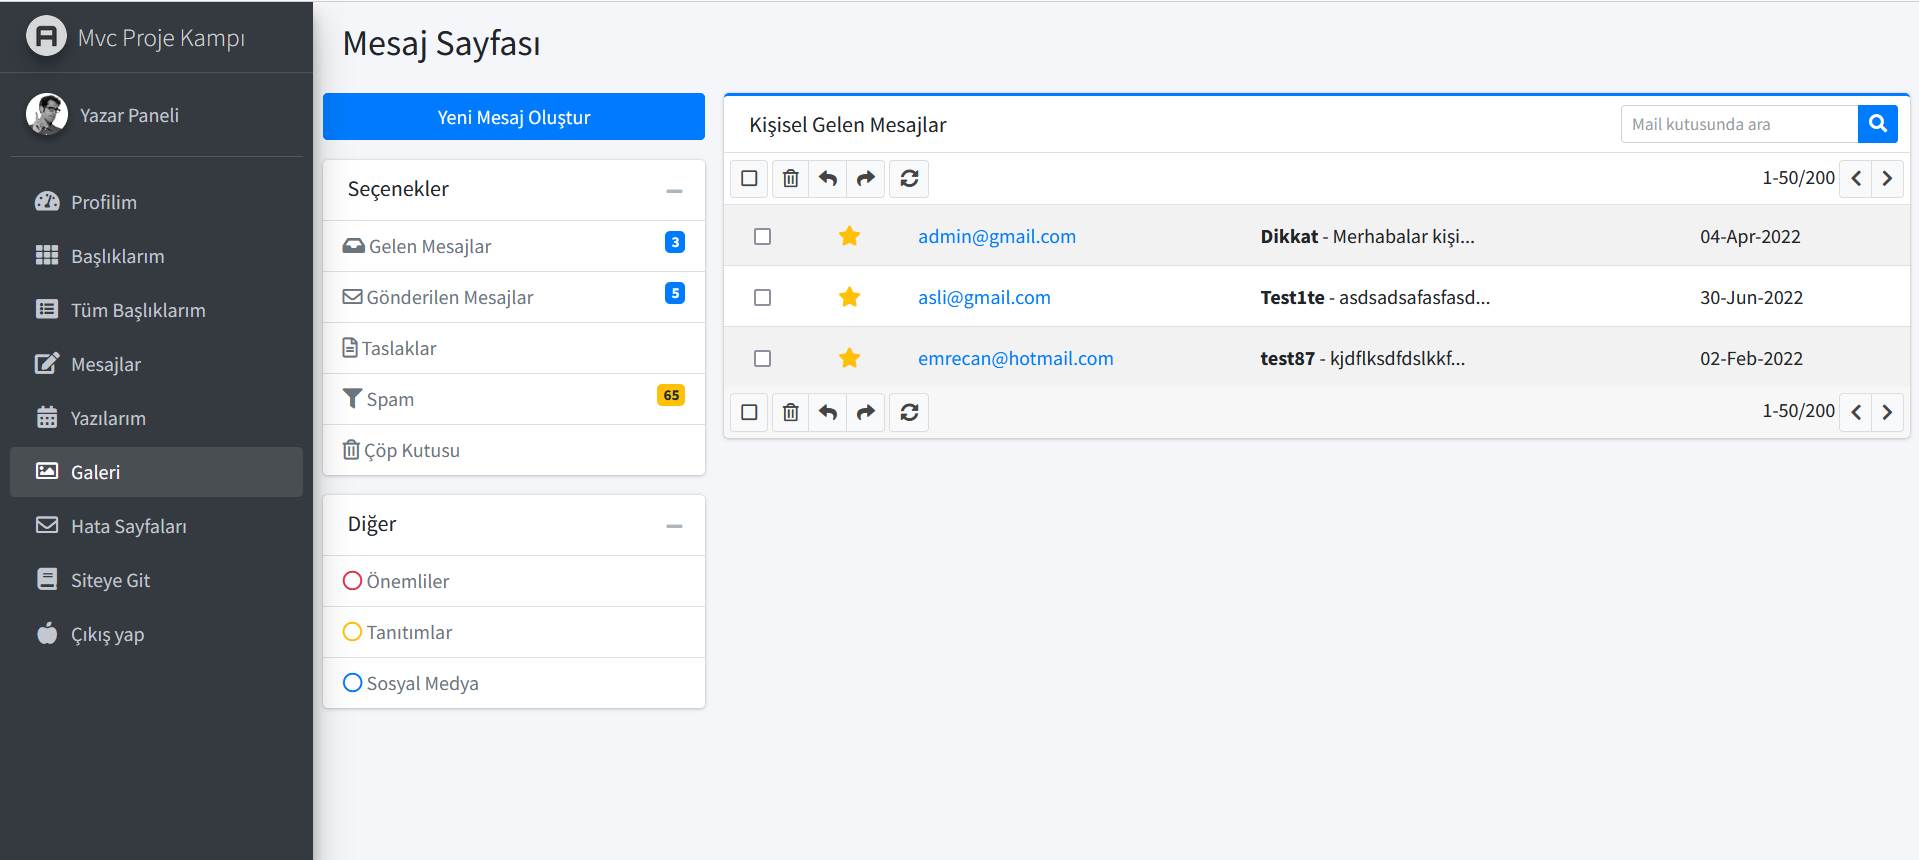 Mvc Proje Kampı
Yazar Paneli
Profilim
Başlıklarım
Tüm Başlıklarım
Mesajlar
Yazılarım
Galeri
Hata Sayfaları
Siteye Git
Çıkış yap
Mesaj Sayfası
Yeni Mesaj Oluştur
Seçenekler
Gelen Mesajlar 3
Gönderilen Mesajlar 5
Taslaklar
Spam 65
Çöp Kutusu
Diğer
Önemliler
Tanıtımlar
Sosyal Medya
Kişisel Gelen Mesajlar
Mail kutusunda ara
1-50/200
admin@gmail.com Dikkat - Merhabalar kişi... 04-Apr-2022
asli@gmail.com Test1te - asdsadsafasfasd... 30-Jun-2022
emrecan@hotmail.com test87 - kjdflksdfdslkkf... 02-Feb-2022
1-50/200